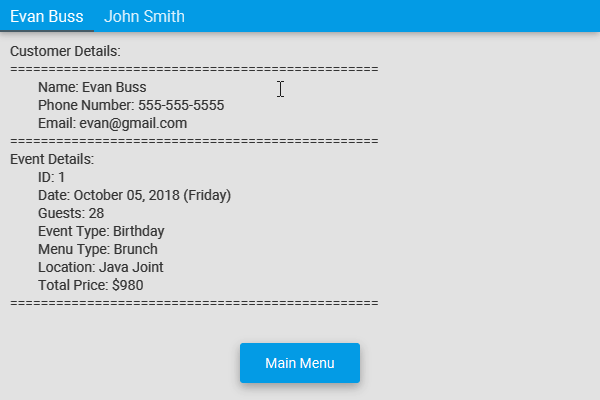 Evan Buss John Smith
Customer Details:
================================================
Name: Evan Buss
Phone Number: 555-555-5555
Email: evan@gmail.com
================================================
Event Details:
ID: 1
Date: October 05, 2018 (Friday)
Guests: 28
Event Type: Birthday
Menu Type: Brunch
Location: Java Joint
Total Price: $980
================================================
Main Menu